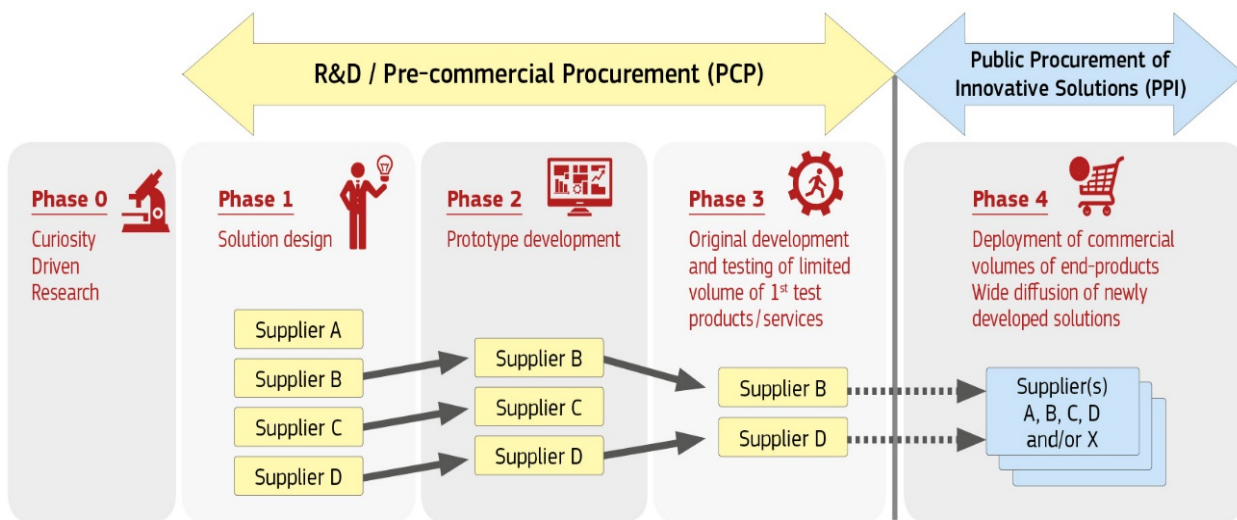 R&D / Pre-commercial Procurement (PCP)
Public Procurement of
Innovative Solutions (PPI)
Phase 0
Curiosity
Driven
Research
Phase 1
Solution design
Supplier A
Supplier B
Supplier C
Supplier D
Phase 2
Prototype development
Supplier B
Supplier C
Supplier D
Phase 3
Original development
and testing of limited
volume of 1st test
products/services
Supplier B
Supplier D
Phase 4
Deployment of commercial
volumes of end-products
Wide diffusion of newly
developed solutions
Supplier(s)
A, B, C, D
and/or X